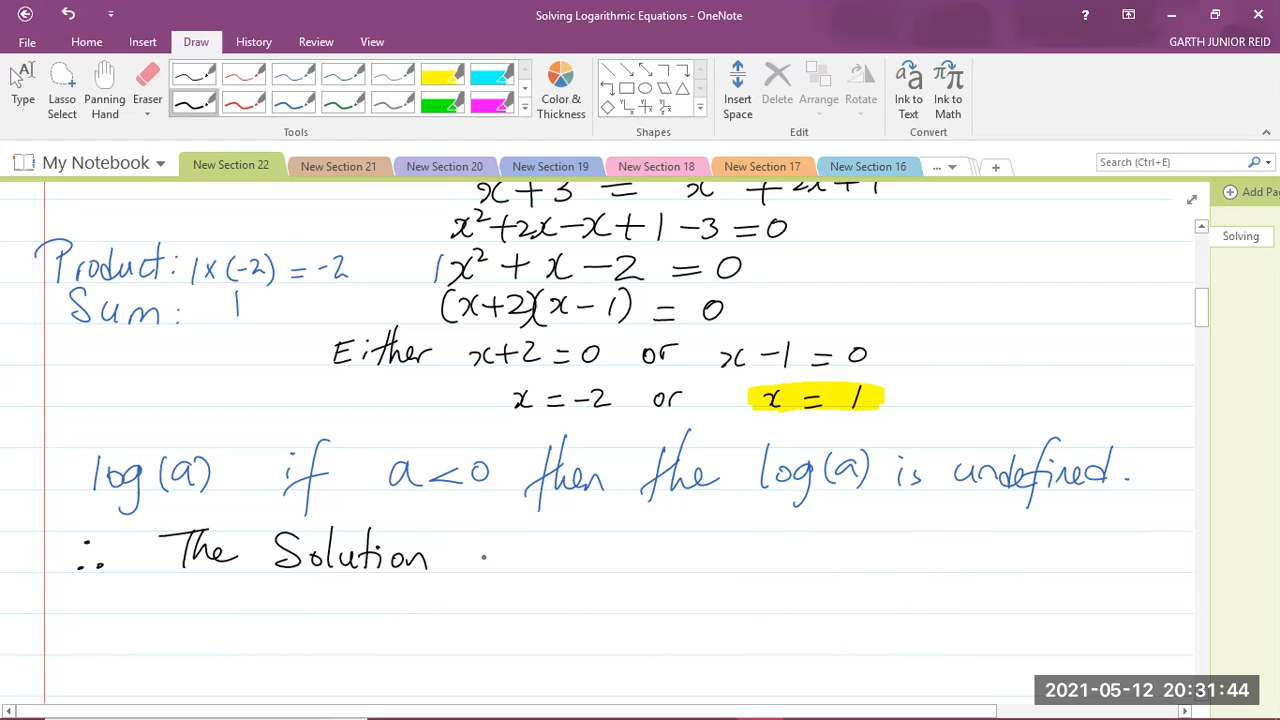 Solving Logarithmic Equations - OneNote
File Home Insert Draw History Review View
GARTH JUNIOR REID
Type
Lasso Select
Panning Hand
Eraser
Color & Thickness
Insert Space
Delete
Arrange
Rotate
Ink to Text
Ink to Math
Tools
Shapes
Edit
Convert
My Notebook
New Section 22
New Section 21
New Section 20
New Section 19
New Section 18
New Section 17
New Section 16
...
Search (Ctrl+E)
Add Pa
Solving
x + 3 = x + 2x + 1
x² + 2x - x + 1 - 3 = 0
Product: 1 x (-2) = -2
1x² + x - 2 = 0
Sum: 1
(x+2)(x - 1) = 0
Either x+2 = 0 or x - 1 = 0
x = -2 or x = 1
log(a) if a < 0 then the log(a) is undefined.
∴ The Solution
2021-05-12 20:31:44